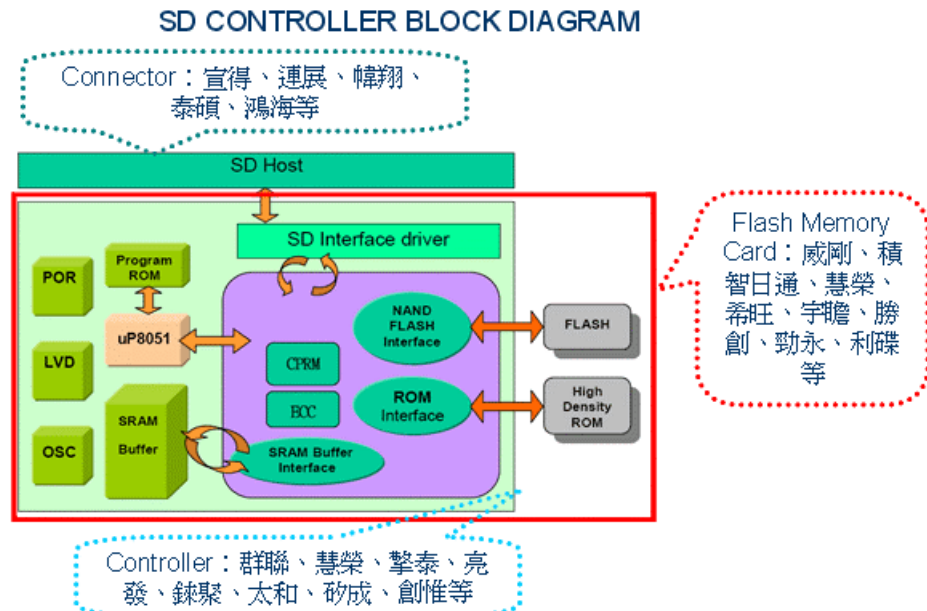 SD CONTROLLER BLOCK DIAGRAM
Connector：宣得、連展、幃翔、
泰碩、鴻海等
SD Host
SD Interface driver
POR
Program
ROM
uP8051
LVD
SRAM
Buffer
OSC
NAND
FLASH
Interface
CPRM
ECC
ROM
Interface
SRAM Buffer
Interface
FLASH
High
Density
ROM
Flash Memory
Card：威剛、積
智日通、慧榮、
希旺、宇瞻、勝
創、勁永、利碟
等
Controller：群聯、慧榮、擎泰、亮
發、鍊聚、太和、矽成、創惟等